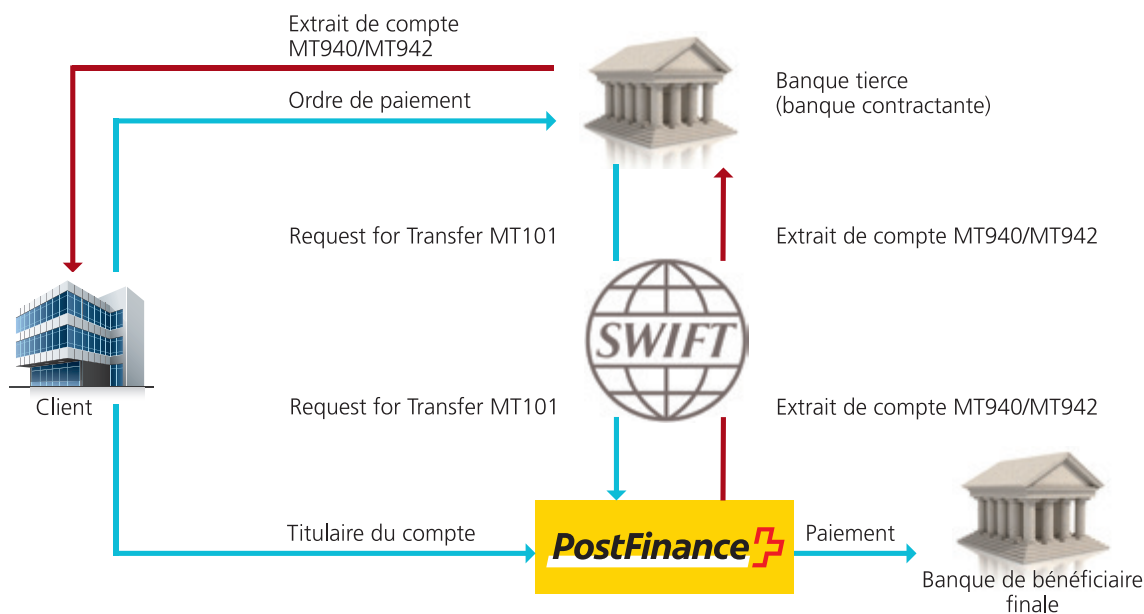 Extrait de compte
MT940/MT942
Ordre de paiement
Banque tierce
(banque contractante)
Request for Transfer MT101
Extrait de compte MT940/MT942
SWIFT
Client
Request for Transfer MT101
Extrait de compte MT940/MT942
Titulaire du compte
PostFinance
Paiement
Banque de bénéficiaire
finale